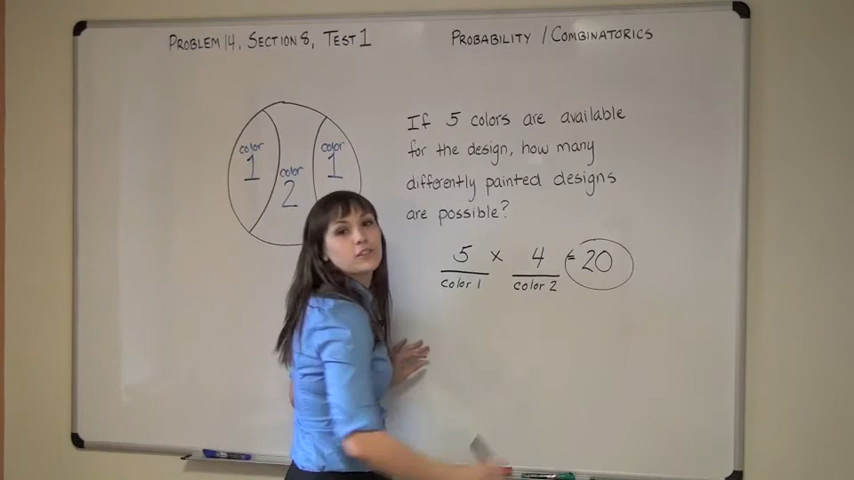 PROBLEM 14, SECTION 8, TEST 1
PROBABILITY / COMBINATORICS
color
1
color
2
color
1
If 5 colors are available
for the design, how many
differently painted designs
are possible?
5 x 4 = 20
color 1 color 2